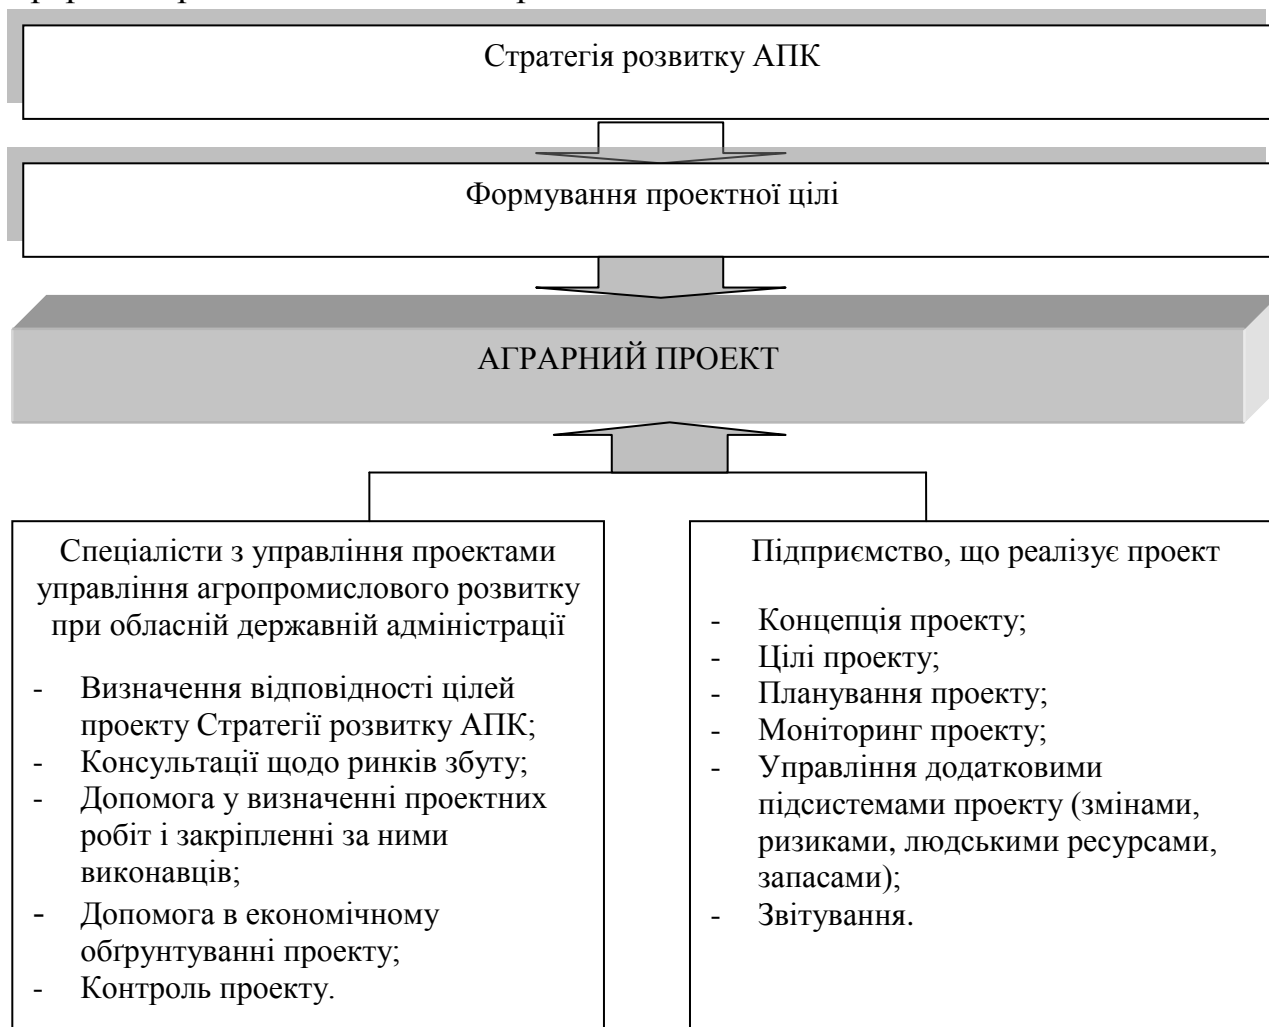 Стратегія розвитку АПК
Формування проектної цілі
АГРАРНИЙ ПРОЕКТ
Спеціалісти з управління проектами
управління агропромислового розвитку
при обласній державній адміністрації
- Визначення відповідності цілей
проекту Стратегії розвитку АПК;
- Консультації щодо ринків збуту;
- Допомога у визначенні проектних
робіт і закріпленні за ними
виконавців;
- Допомога в економічному
обґрунтуванні проекту;
- Контроль проекту.
Підприємство, що реалізує проект
- Концепція проекту;
- Цілі проекту;
- Планування проекту;
- Моніторинг проекту;
- Управління додатковими
підсистемами проекту (змінами,
ризиками, людськими ресурсами,
запасами);
- Звітування.